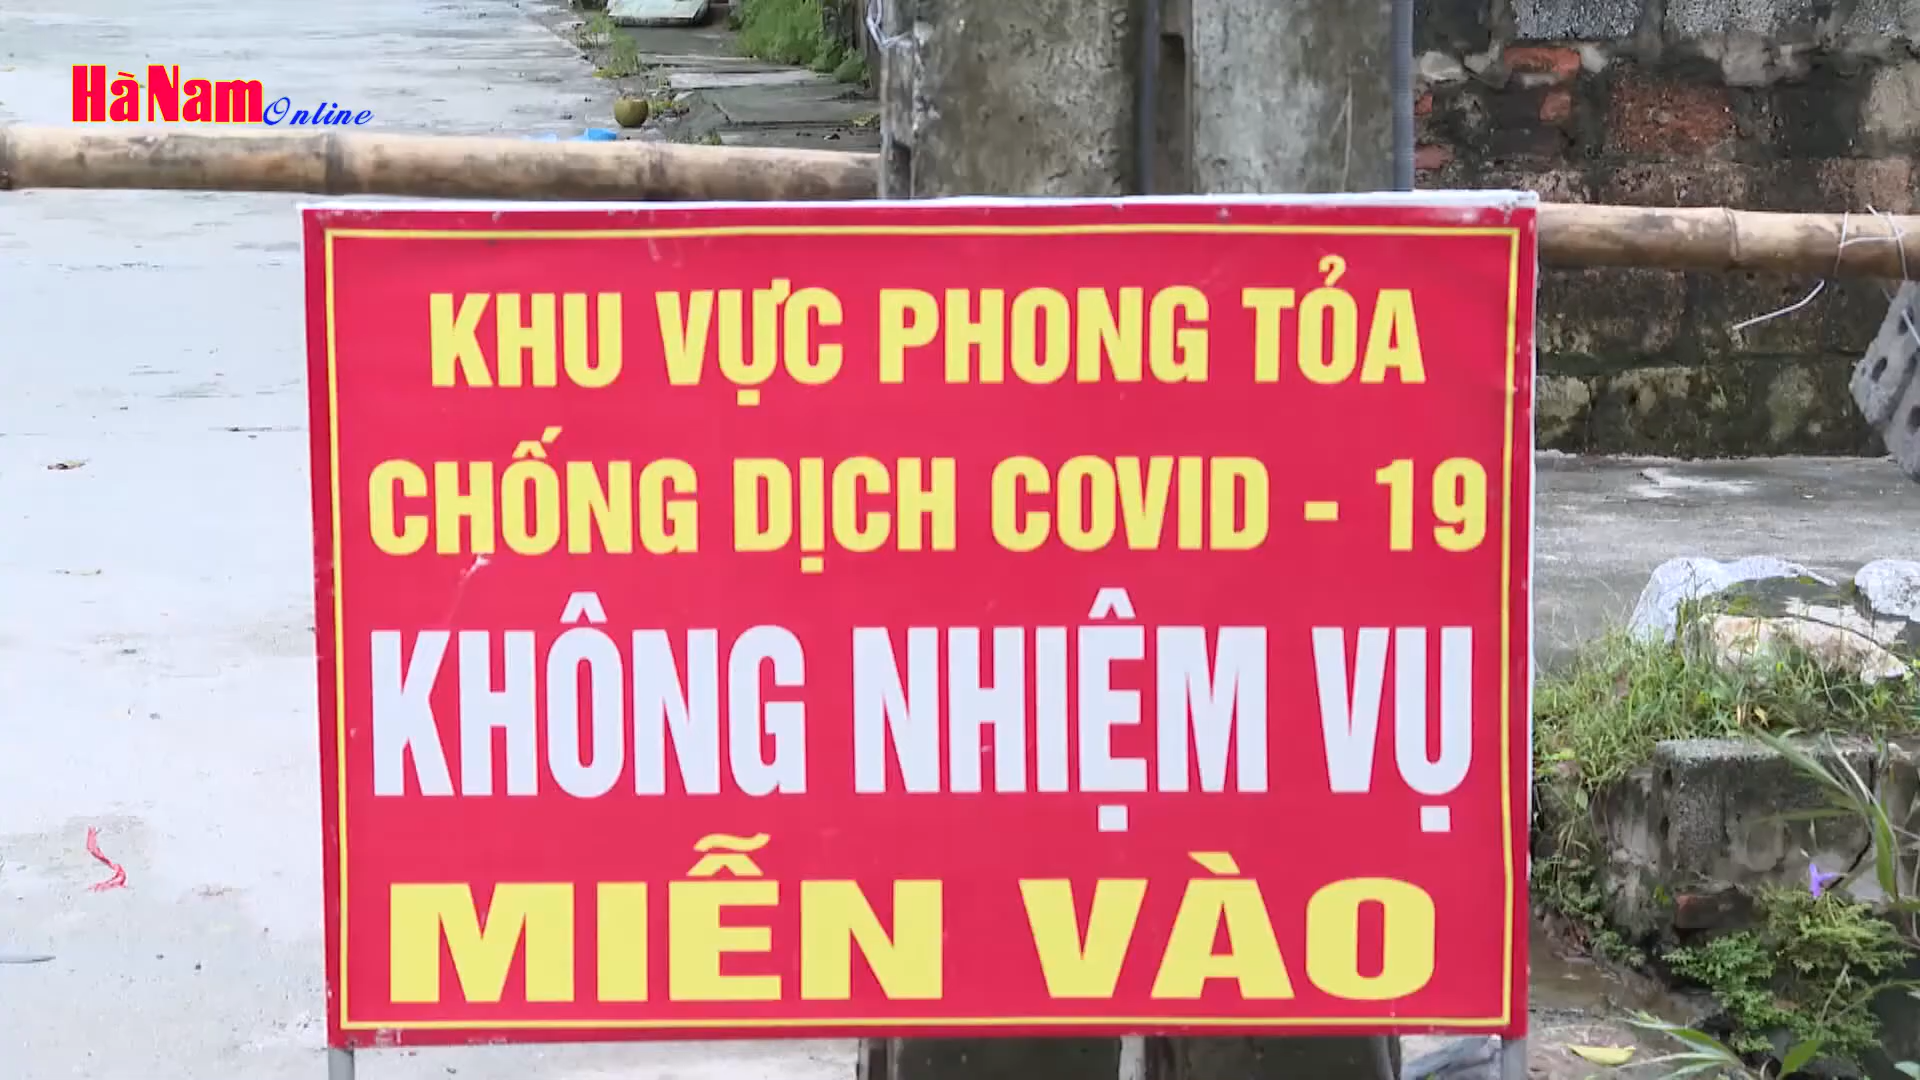 Hà Nam Online
KHU VỰC PHONG TỎA
CHỐNG DỊCH COVID - 19
KHÔNG NHIỆM VỤ
MIỄN VÀO